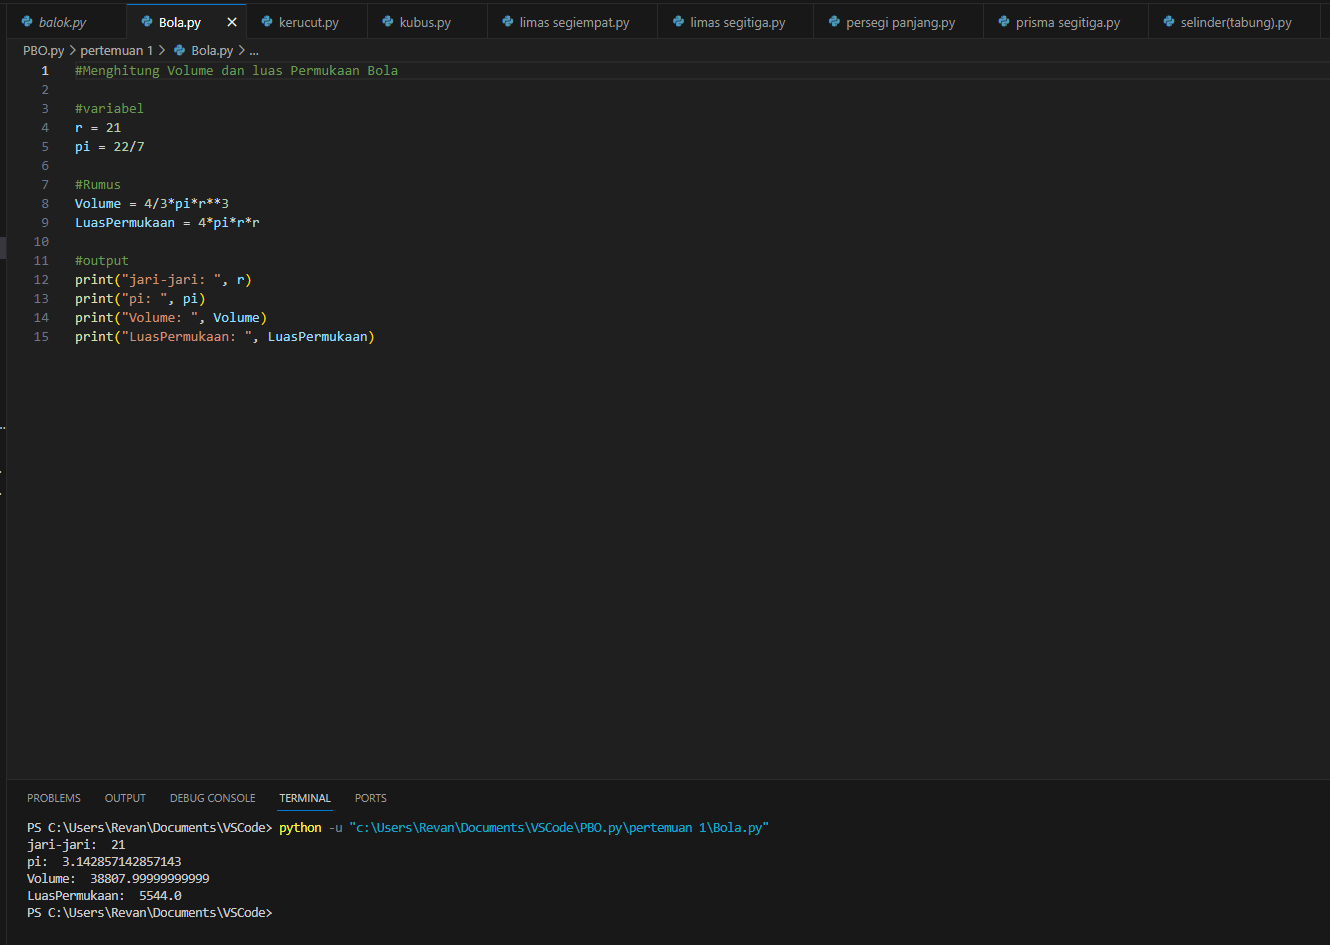 balok.py Bola.py kerucut.py kubus.py limas segiempat.py limas segitiga.py persegi panjang.py prisma segitiga.py selinder(tabung).py
PBO.py > pertemuan 1 > Bola.py > ...
1 #Menghitung Volume dan luas Permukaan Bola
2
3 #variabel
4 r = 21
5 pi = 22/7
6
7 #Rumus
8 Volume = 4/3*pi*r**3
9 LuasPermukaan = 4*pi*r*r
10
11 #output
12 print("jari-jari: ", r)
13 print("pi: ", pi)
14 print("Volume: ", Volume)
15 print("LuasPermukaan: ", LuasPermukaan)
PROBLEMS OUTPUT DEBUG CONSOLE TERMINAL PORTS
PS C:\Users\Revan\Documents\VSCode> python -u "c:\Users\Revan\Documents\VSCode\PBO.py\pertemuan 1\Bola.py"
jari-jari:  21
pi:  3.142857142857143
Volume:  38807.99999999999
LuasPermukaan:  5544.0
PS C:\Users\Revan\Documents\VSCode>